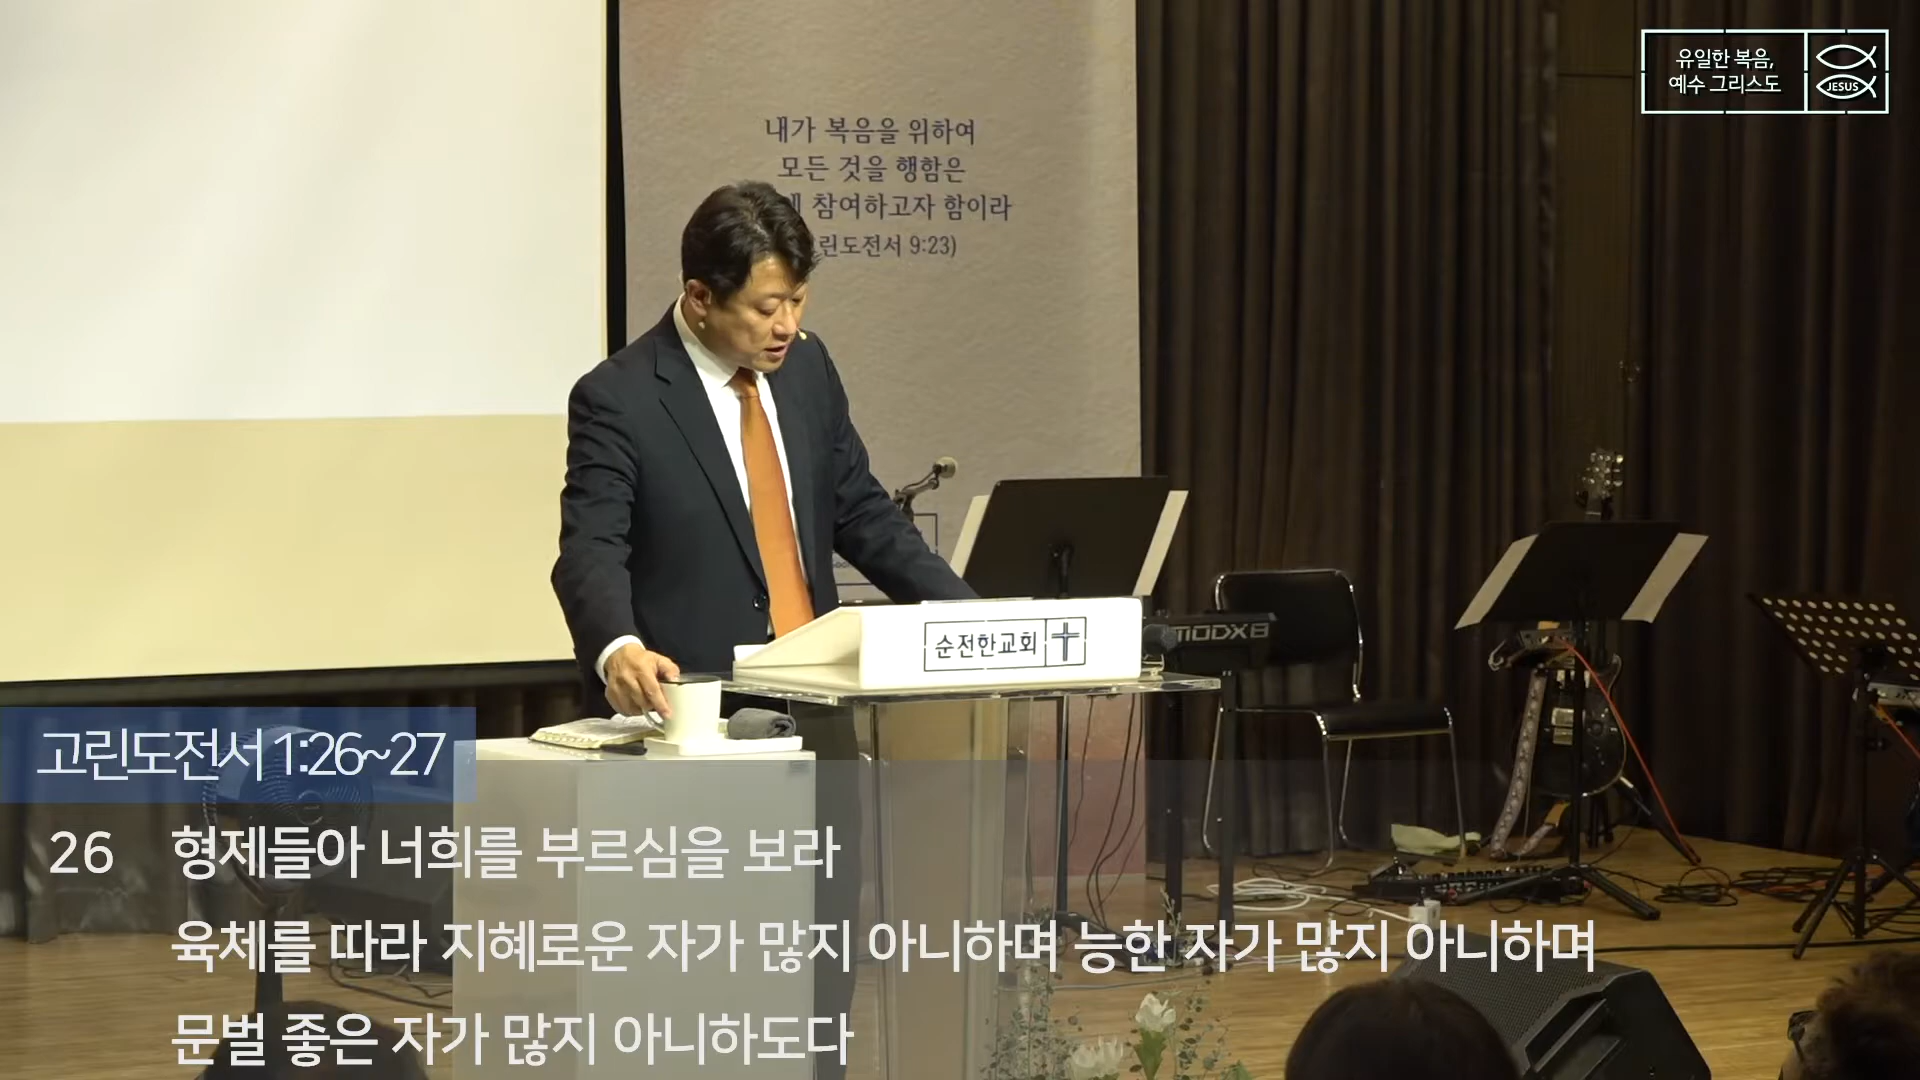 유일한 복음,
예수 그리스도
JESUS
내가 복음을 위하여
모든 것을 행함은
참여하고자 함이라
9:23)
순전한교회
MODX8
고린도전서 1:26~27
26 형제들아 너희를 부르심을 보라
육체를 따라 지혜로운 자가 많지 아니하며 능한 자가 많지 아니하며
문벌 좋은 자가 많지 아니하도다